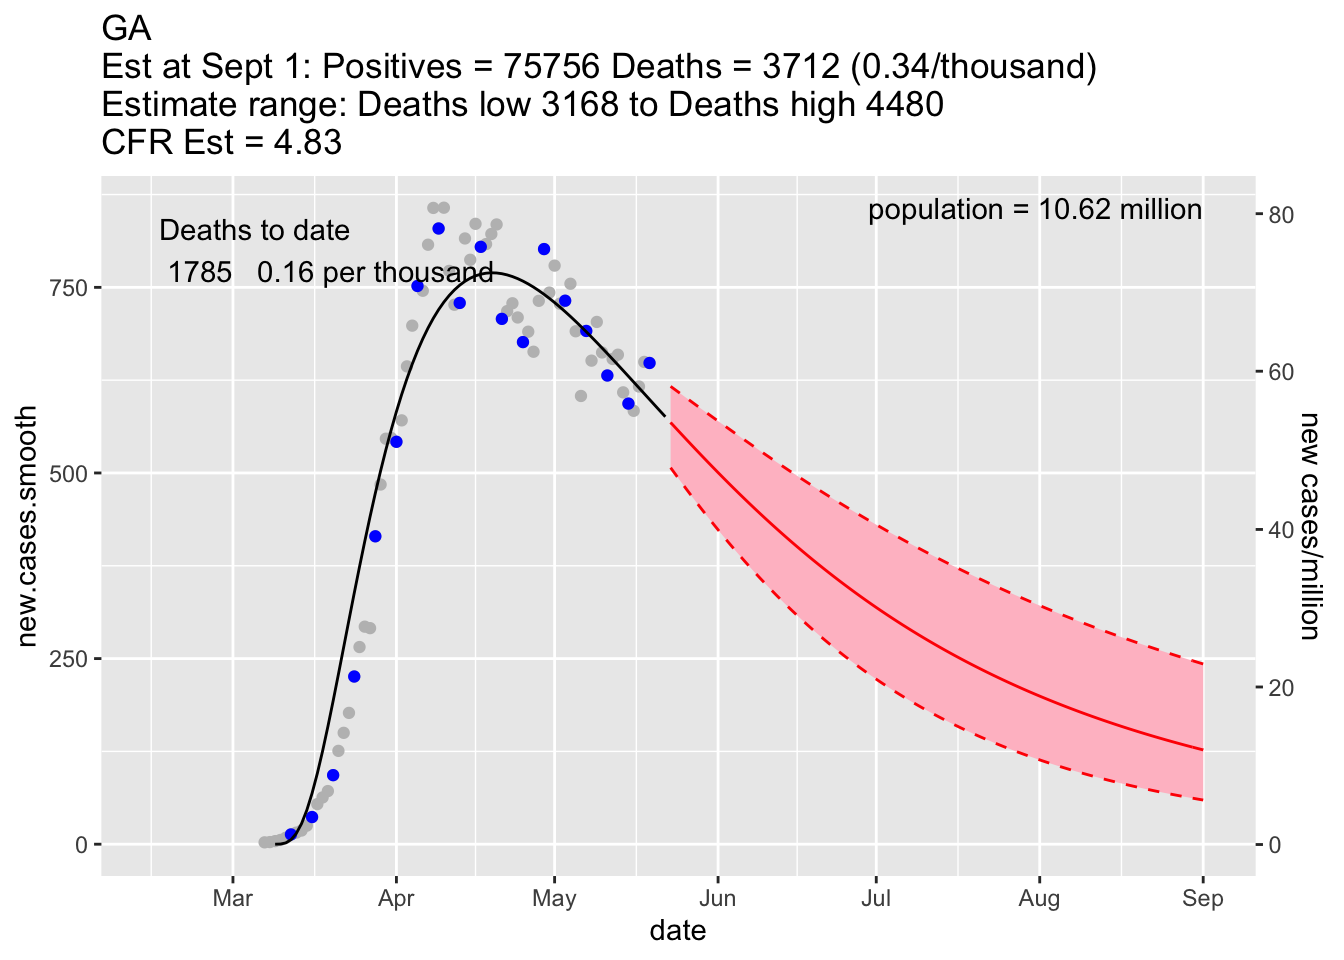 GA
Est at Sept 1: Positives = 75756 Deaths = 3712 (0.34/thousand)
Estimate range: Deaths low 3168 to Deaths high 4480
CFR Est = 4.83
Deaths to date
1785   0.16 per thousand
population = 10.62 million
new.cases.smooth
750
500
250
0
80
60
40
20
0
new cases/million
Mar
Apr
May
Jun
Jul
Aug
Sep
date